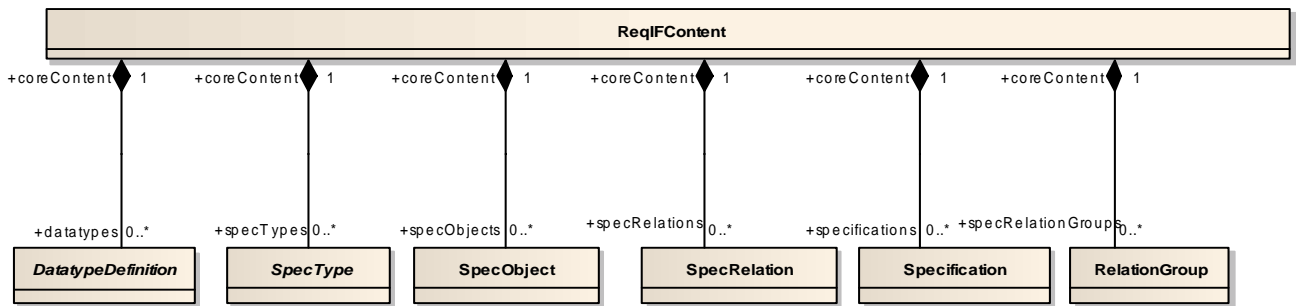 ReqIFContent
+coreContent 1 +coreContent 1 +coreContent 1 +coreContent 1 +coreContent 1 +coreContent 1
+datatypes 0..* +specTypes 0..* +specObjects 0..* +specRelations 0..* +specifications 0..* +specRelationGroups 0..*
DatatypeDefinition SpecType SpecObject SpecRelation Specification RelationGroup